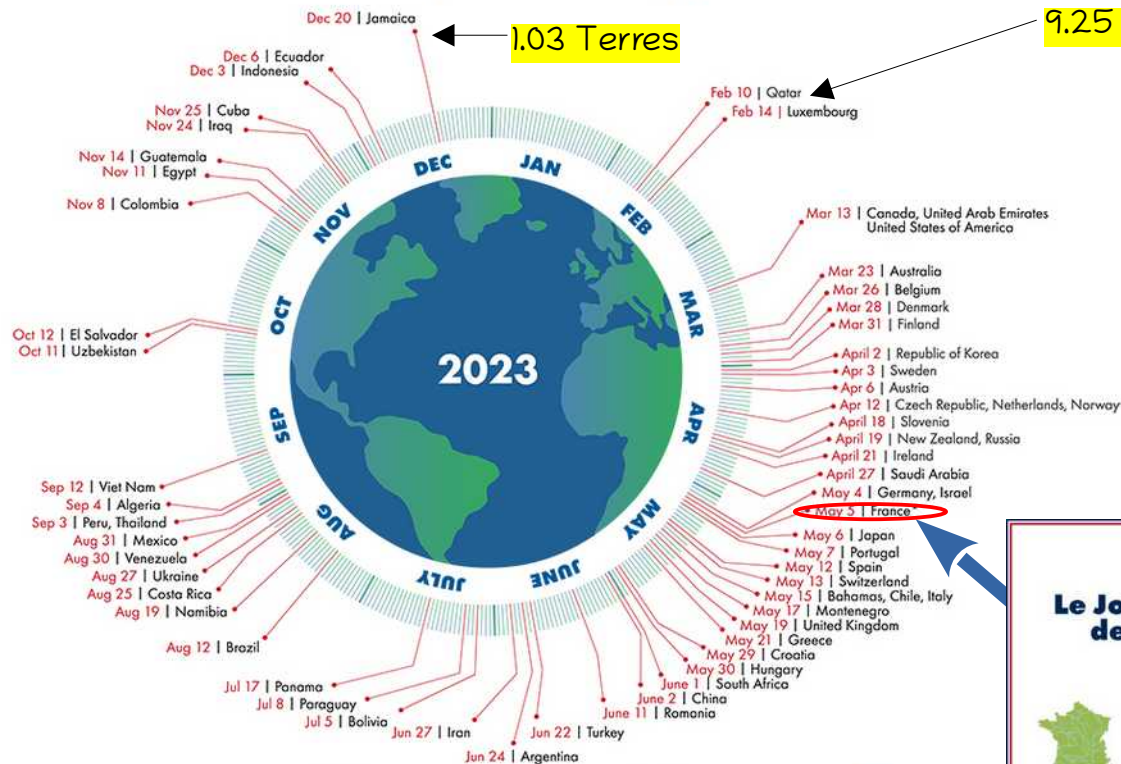 1.03 Terres
9.25
Dec 20 | Jamaica
Dec 6 | Ecuador
Dec 3 | Indonesia
Nov 25 | Cuba
Nov 24 | Iraq
Nov 14 | Guatemala
Nov 11 | Egypt
Nov 8 | Colombia
Oct 12 | El Salvador
Oct 11 | Uzbekistan
Sep 12 | Viet Nam
Sep 4 | Algeria
Sep 3 | Peru, Thailand
Aug 31 | Mexico
Aug 30 | Venezuela
Aug 27 | Ukraine
Aug 25 | Costa Rica
Aug 19 | Namibia
Aug 12 | Brazil
Jul 17 | Panama
Jul 8 | Paraguay
Jul 5 | Bolivia
Jun 27 | Iran
Jun 24 | Argentina
Jun 22 | Turkey
Feb 10 | Qatar
Feb 14 | Luxembourg
Mar 13 | Canada, United Arab Emirates
United States of America
Mar 23 | Australia
Mar 26 | Belgium
Mar 28 | Denmark
Mar 31 | Finland
April 2 | Republic of Korea
Apr 3 | Sweden
Apr 6 | Austria
Apr 12 | Czech Republic, Netherlands, Norway
April 18 | Slovenia
April 19 | New Zealand, Russia
April 21 | Ireland
April 27 | Saudi Arabia
May 4 | Germany, Israel
May 5 | France
May 6 | Japan
May 7 | Portugal
May 12 | Spain
May 13 | Switzerland
May 15 | Bahamas, Chile, Italy
May 17 | Montenegro
May 19 | United Kingdom
May 21 | Greece
May 29 | Croatia
May 30 | Hungary
June 1 | South Africa
June 2 | China
June 11 | Romania
JAN
FEB
MAR
APR
MAY
JUNE
JULY
AUG
SEP
OCT
NOV
DEC
2023
Le Jo
de